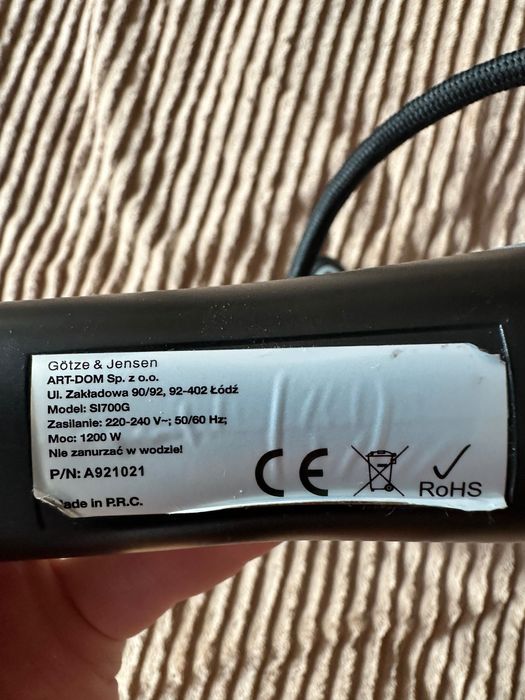 Götze & Jensen
ART-DOM Sp. z o.o.
Ul. Zakładowa 90/92, 92-402 Łódź
Model: SI700G
Zasilanie: 220-240 V~; 50/60 Hz;
Moc: 1200 W
Nie zanurzać w wodzie!
P/N: A921021
CE
RoHS
Made in P.R.C.